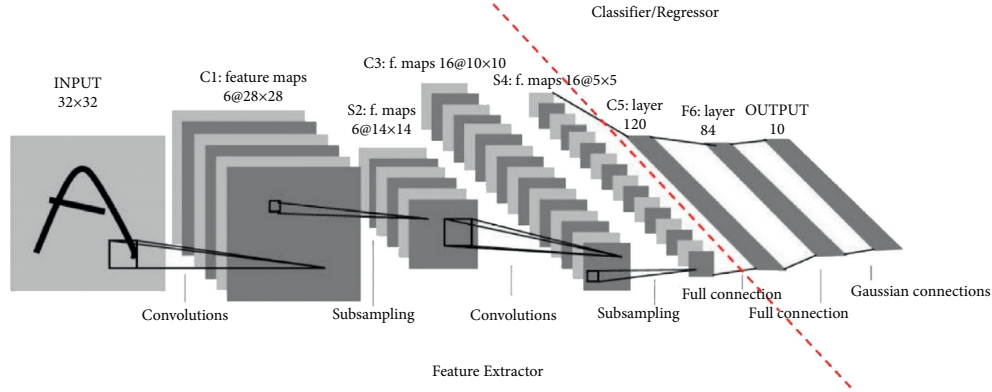 Classifier/Regressor
INPUT
32×32
C1: feature maps
6@28×28
S2: f. maps
6@14×14
C3: f. maps 16@10×10
S4: f. maps 16@5×5
C5: layer
120
F6: layer
84
OUTPUT
10
Convolutions
Subsampling
Convolutions
Subsampling
Full connection
Full connection
Gaussian connections
Feature Extractor